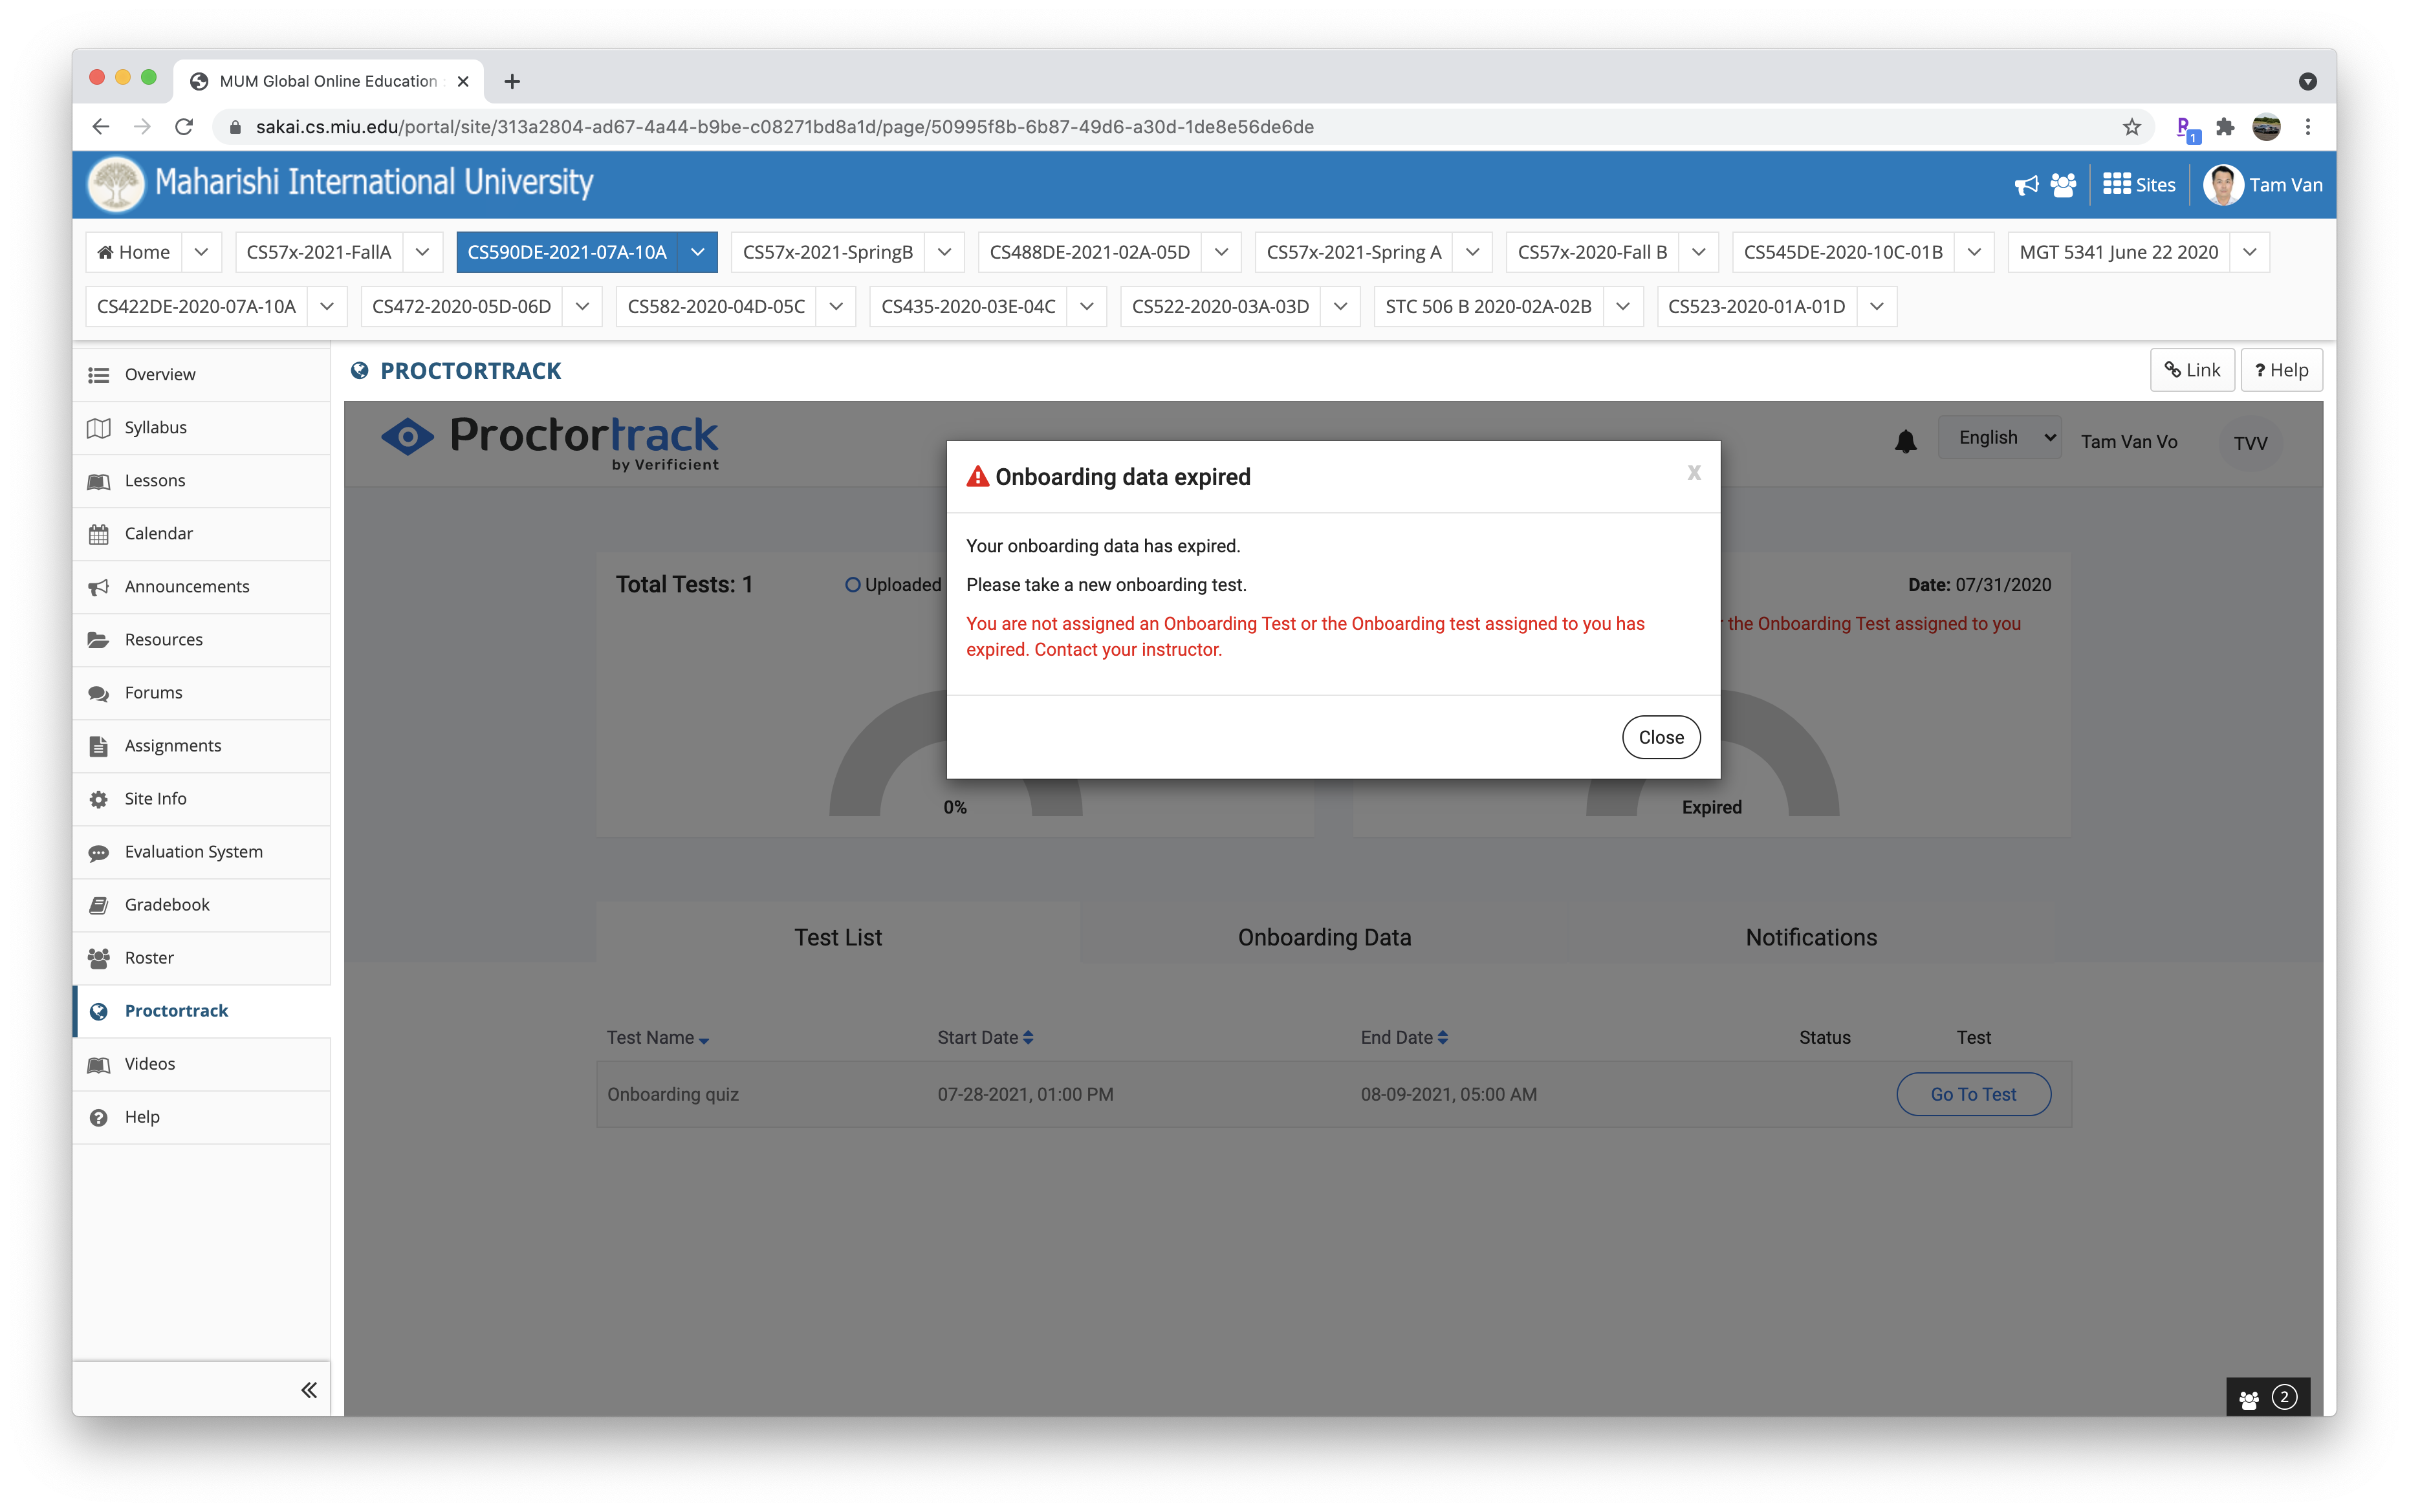 MUM Global Online Education
sakai.cs.miu.edu/portal/site/313a2804-ad67-4a44-b9be-c08271bd8a1d/page/50995f8b-6b87-49d6-a30d-1de8e56de6de
1
Maharishi International University
Sites
Tam Van
Home
CS57x-2021-FallA
CS590DE-2021-07A-10A
CS57x-2021-SpringB
CS488DE-2021-02A-05D
CS57x-2021-Spring A
CS57x-2020-Fall B
CS545DE-2020-10C-01B
MGT 5341 June 22 2020
CS422DE-2020-07A-10A
CS472-2020-05D-06D
CS582-2020-04D-05C
CS435-2020-03E-04C
CS522-2020-03A-03D
STC 506 B 2020-02A-02B
CS523-2020-01A-01D
Overview
Syllabus
Lessons
Calendar
Announcements
Resources
Forums
Assignments
Site Info
Evaluation System
Gradebook
Roster
Proctortrack
Videos
Help
PROCTORTRACK
Link
? Help
Proctortrack
by Verificient
English
Tam Van Vo
TVV
Onboarding data expired
X
Your onboarding data has expired.
Please take a new onboarding test.
You are not assigned an Onboarding Test or the Onboarding test assigned to you has
expired. Contact your instructor.
Close
Total Tests: 1
Uploaded
0%
Date: 07/31/2020
the Onboarding Test assigned to you
Expired
Test List
Onboarding Data
Notifications
Test Name
Start Date
End Date
Status
Test
Onboarding quiz
07-28-2021, 01:00 PM
08-09-2021, 05:00 AM
Go To Test
2